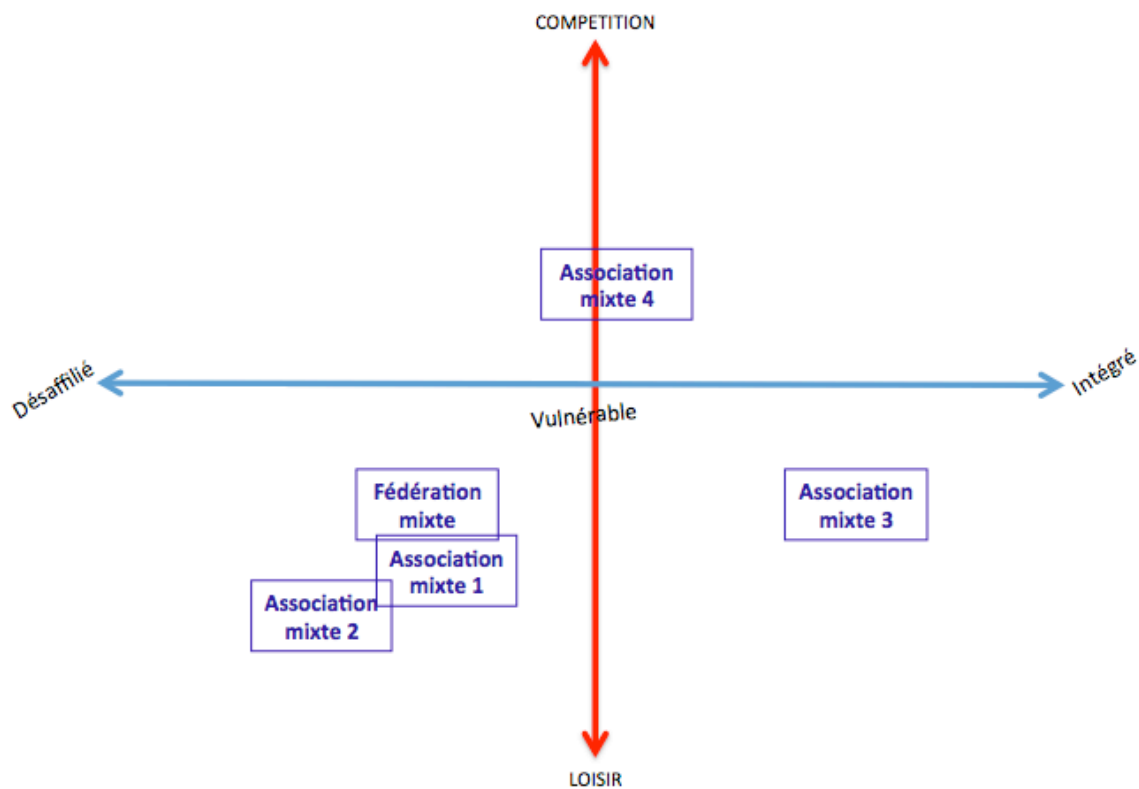 COMPETITION
Association
mixte 4
Désaffilié
Intégré
Vulnérable
Fédération
mixte
Association
mixte 3
Association
mixte 1
Association
mixte 2
LOISIR